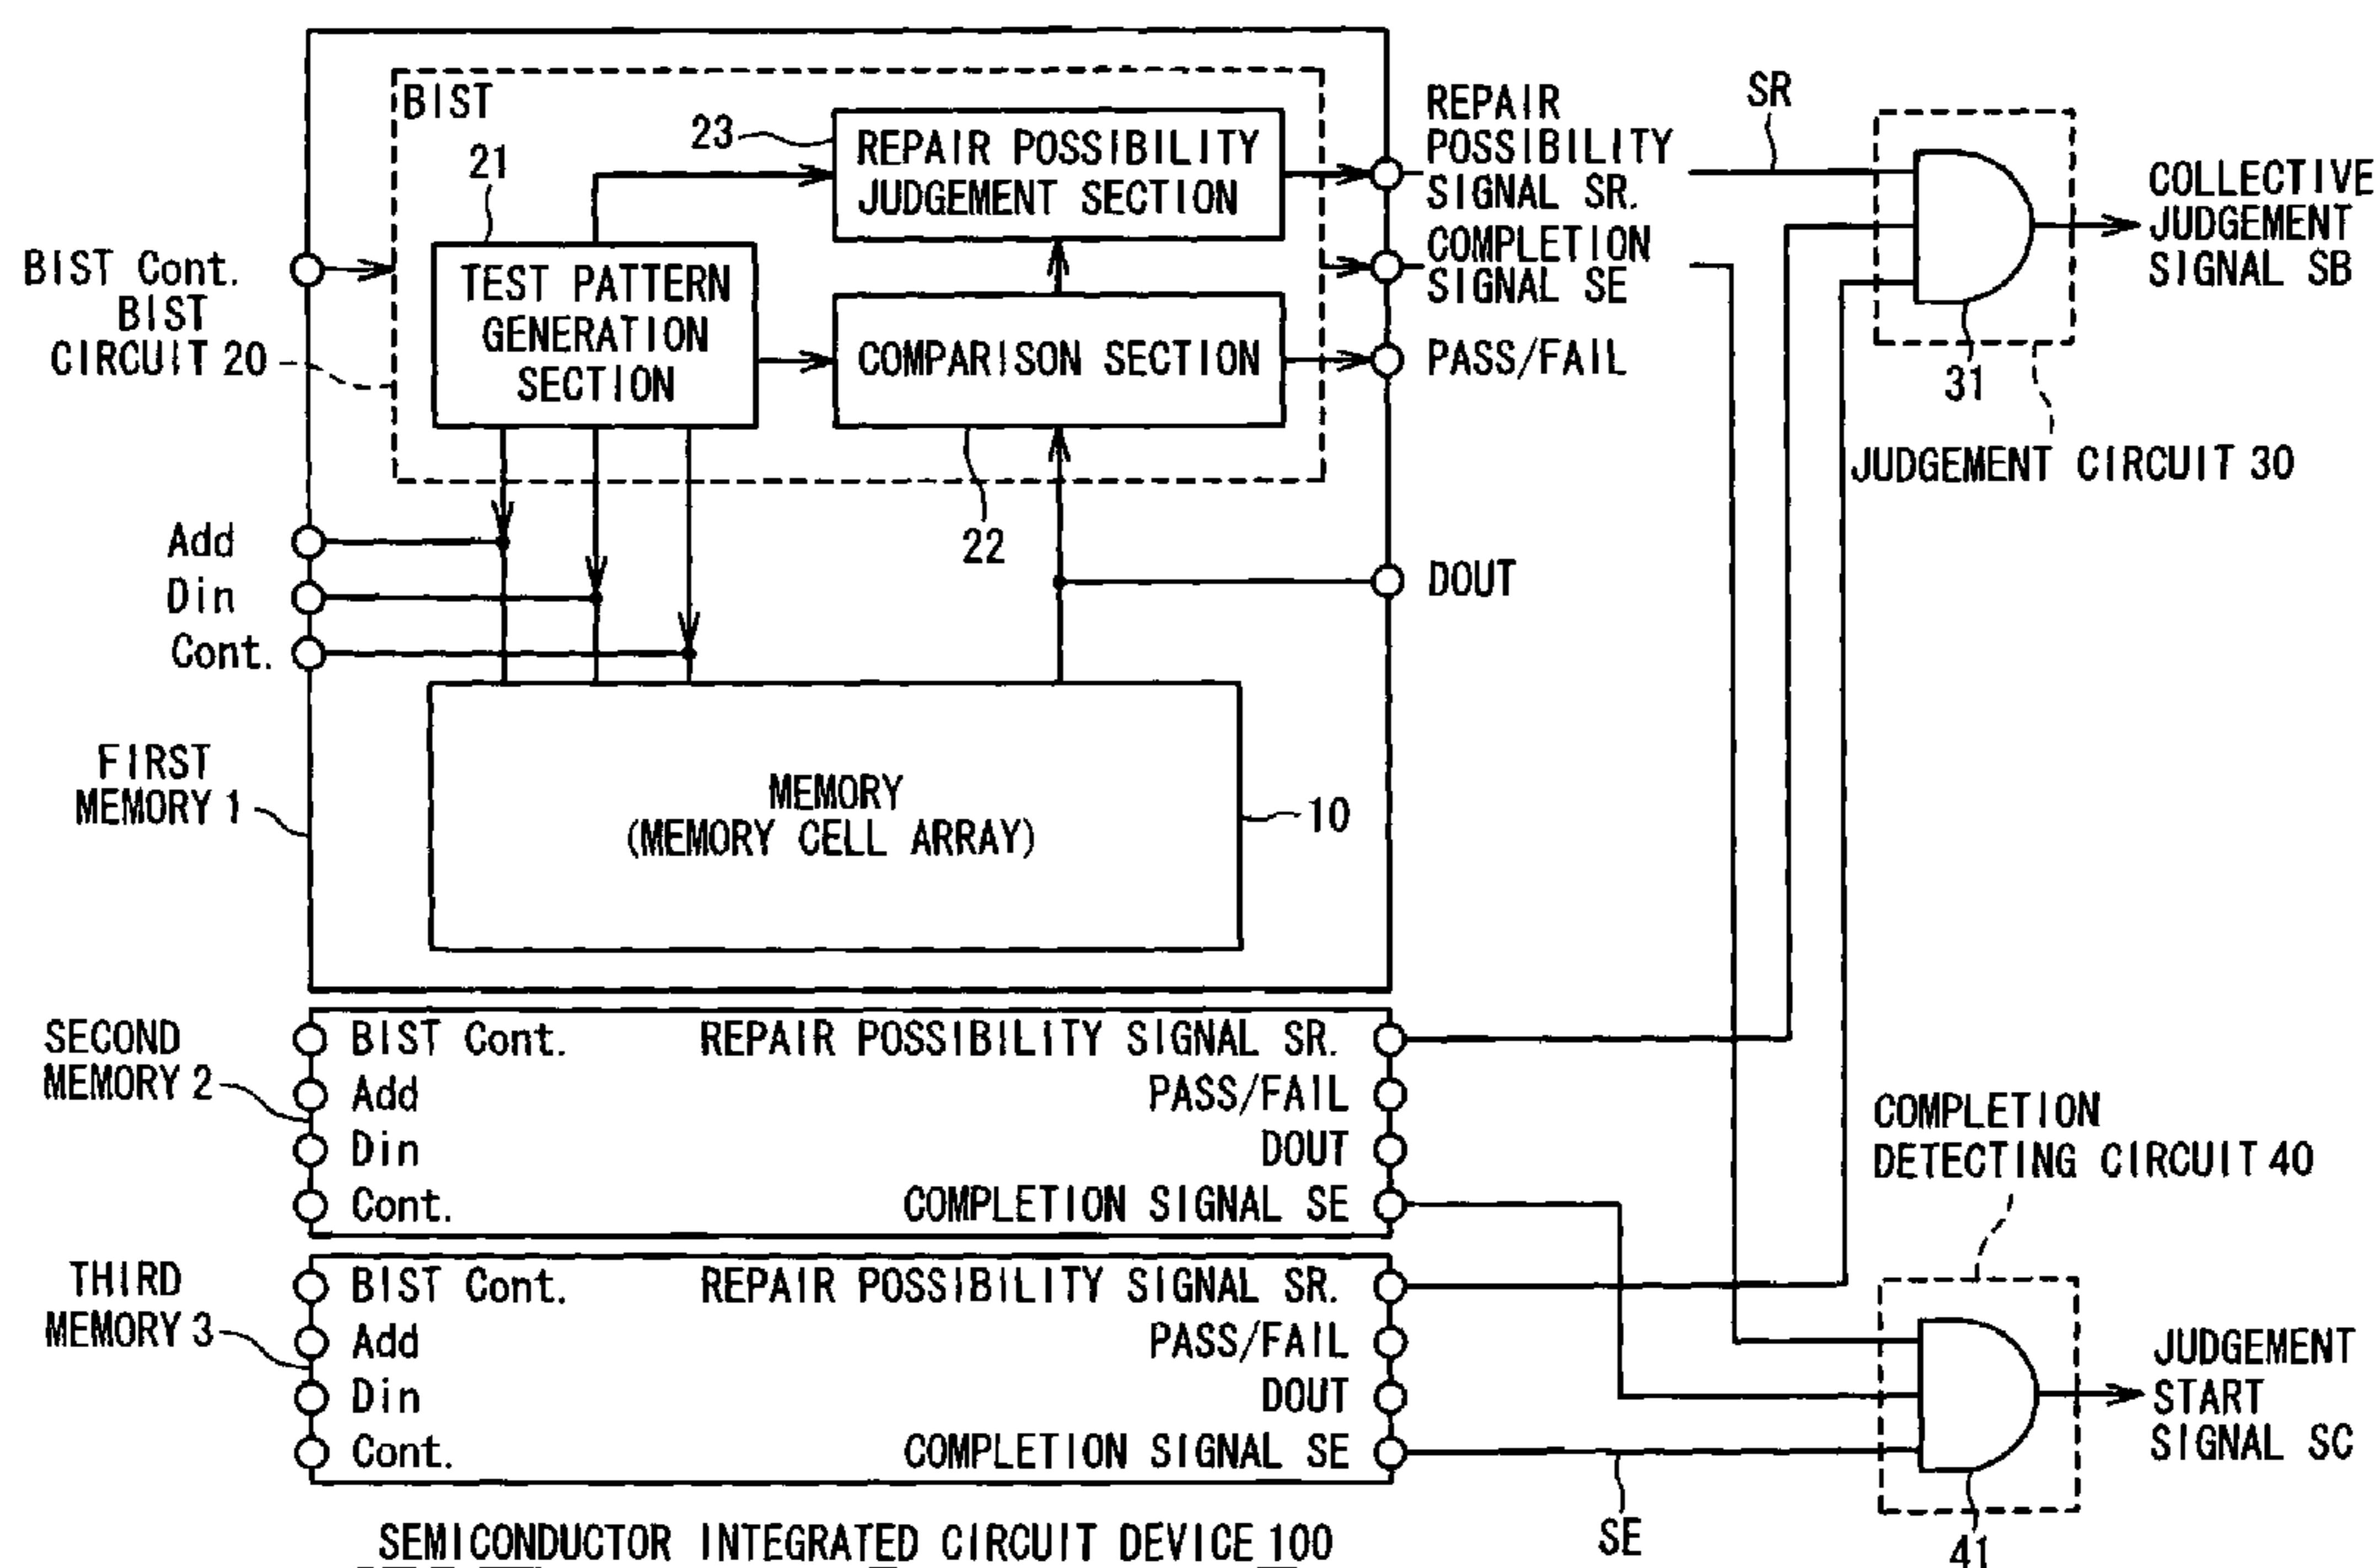 BIST
23
REPAIR POSSIBILITY
JUDGEMENT SECTION
21
TEST PATTERN
GENERATION
SECTION
COMPARISON SECTION
22
BIST Cont.
BIST
CIRCUIT 20
Add
Din
Cont.
REPAIR
POSSIBILITY
SIGNAL SR.
COMPLETION
SIGNAL SE
PASS/FAIL
DOUT
FIRST
MEMORY 1
MEMORY
(MEMORY CELL ARRAY)
10
SR
COLLECTIVE
JUDGEMENT
SIGNAL SB
31
JUDGEMENT CIRCUIT 30
SECOND
MEMORY 2
BIST Cont.
REPAIR POSSIBILITY SIGNAL SR.
Add
PASS/FAIL
Din
DOUT
Cont.
COMPLETION SIGNAL SE
THIRD
MEMORY 3
BIST Cont.
REPAIR POSSIBILITY SIGNAL SR.
Add
PASS/FAIL
Din
DOUT
Cont.
COMPLETION SIGNAL SE
COMPLETION
DETECTING CIRCUIT 40
JUDGEMENT
START
SIGNAL SC
SE
41
SEMICONDUCTOR INTEGRATED CIRCUIT DEVICE 100